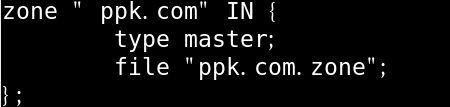 zone " ppk.com" IN {
        type master;
        file "ppk.com.zone";
};